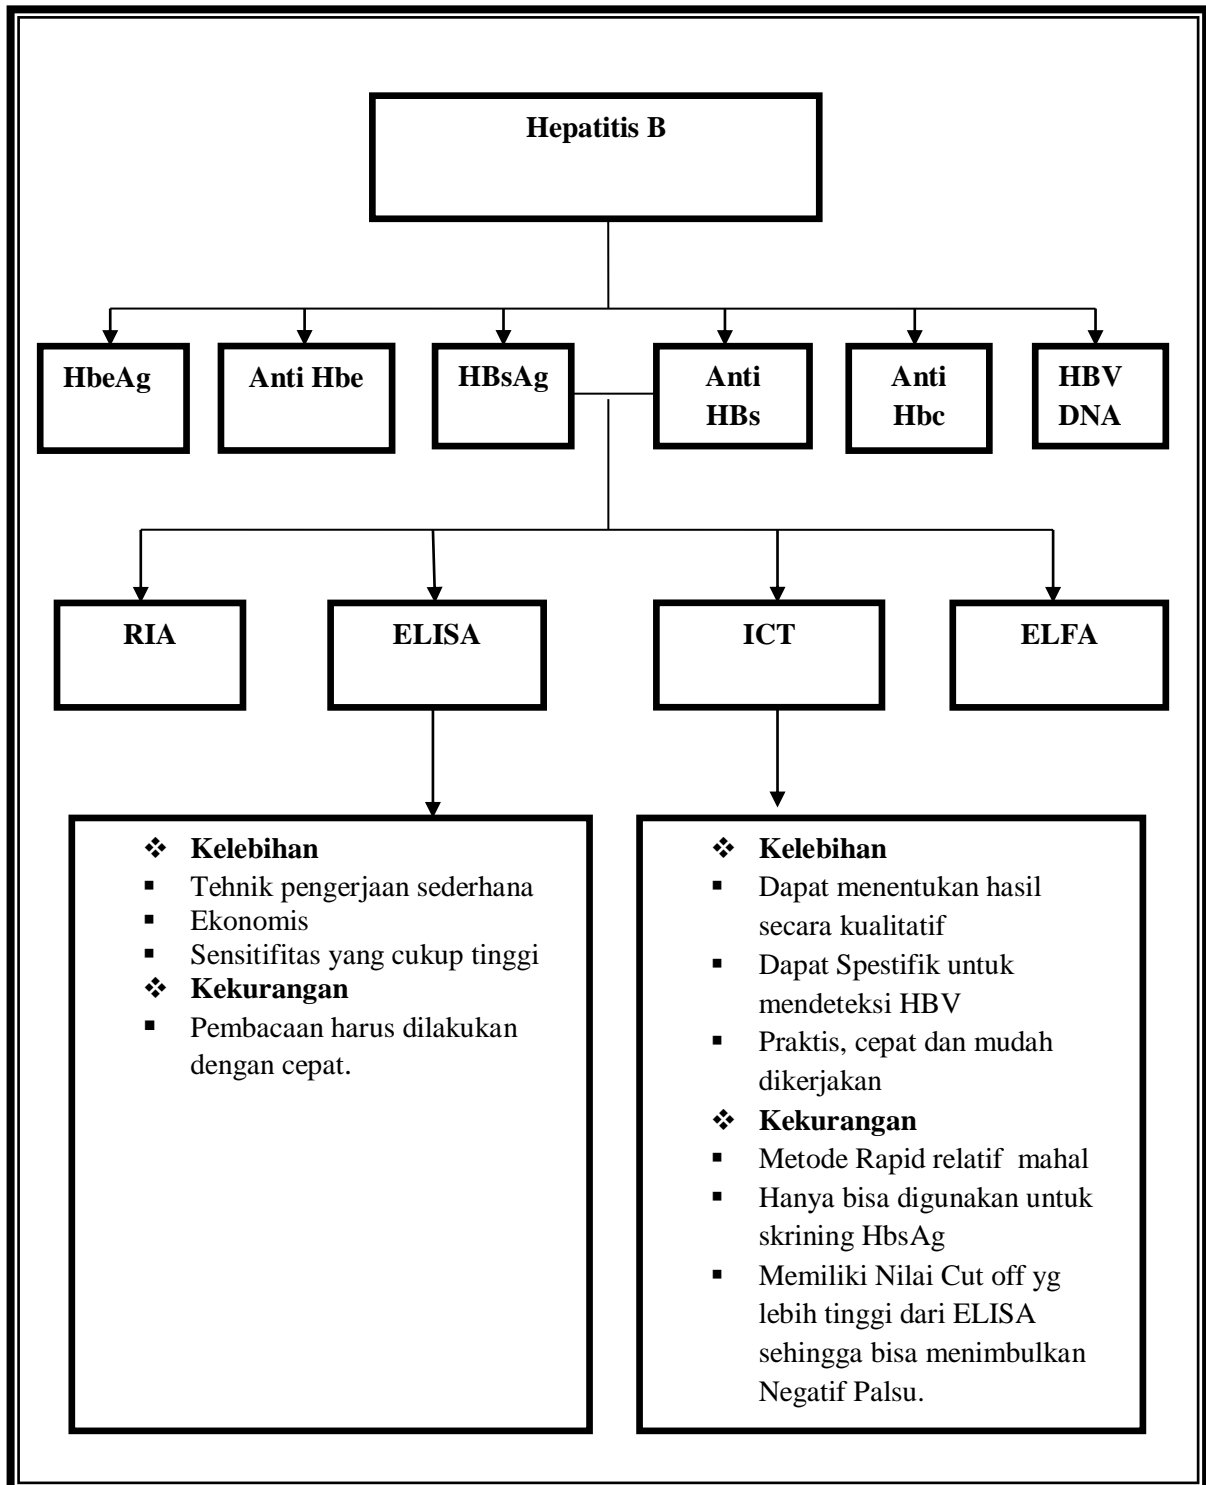 Hepatitis B
HbeAg
Anti Hbe
HBsAg
Anti
HBs
Anti
Hbc
HBV
DNA
RIA
ELISA
ICT
ELFA
❖ Kelebihan
▪ Tehnik pengerjaan sederhana
▪ Ekonomis
▪ Sensitifitas yang cukup tinggi
❖ Kekurangan
▪ Pembacaan harus dilakukan
dengan cepat.
❖ Kelebihan
▪ Dapat menentukan hasil
secara kualitatif
▪ Dapat Spestifik untuk
mendeteksi HBV
▪ Praktis, cepat dan mudah
dikerjakan
❖ Kekurangan
▪ Metode Rapid relatif  mahal
▪ Hanya bisa digunakan untuk
skrining HbsAg
▪ Memiliki Nilai Cut off yg
lebih tinggi dari ELISA
sehingga bisa menimbulkan
Negatif Palsu.